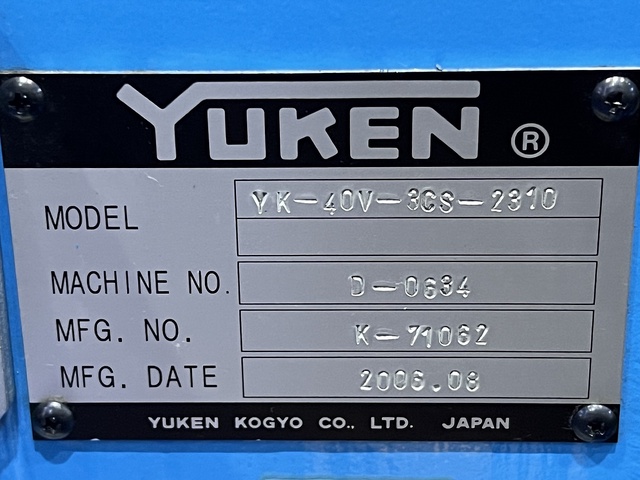 YUKEN ®
MODEL YK-40V-3CS-2310
MACHINE NO. D-0634
MFG. NO. K-71062
MFG. DATE 2006.08
YUKEN KOGYO CO., LTD. JAPAN